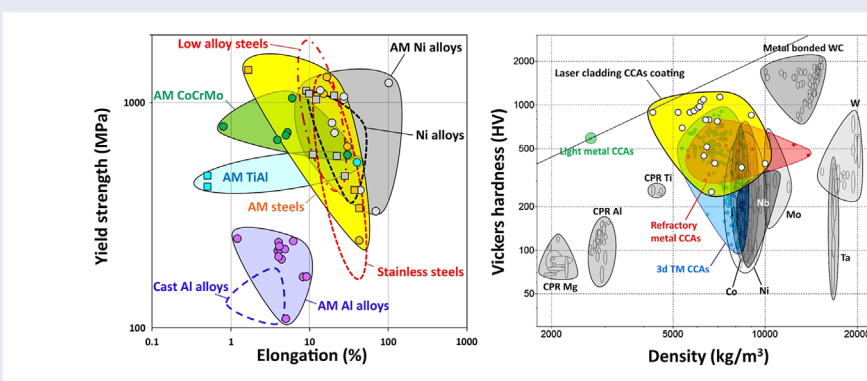 Low alloy steels
AM Ni alloys
AM CoCrMo
1000
Ni alloys
AM TiAl
AM steels
Stainless steels
Cast Al alloys
AM Al alloys
100
0.1
1
10
100
1000
Yield strength (MPa)
Elongation (%)
Metal bonded WC
Laser cladding CCAs coating
2000
1000
W
500
Light metal CCAs
CPR Ti
200
Nb
CPR Al
Mo
Refractory
metal CCAs
100
3d TM CCAs
Ta
CPR Mg
50
Co
Ni
2000
5000
10000
20000
Vickers hardness (HV)
Density (kg/m³)